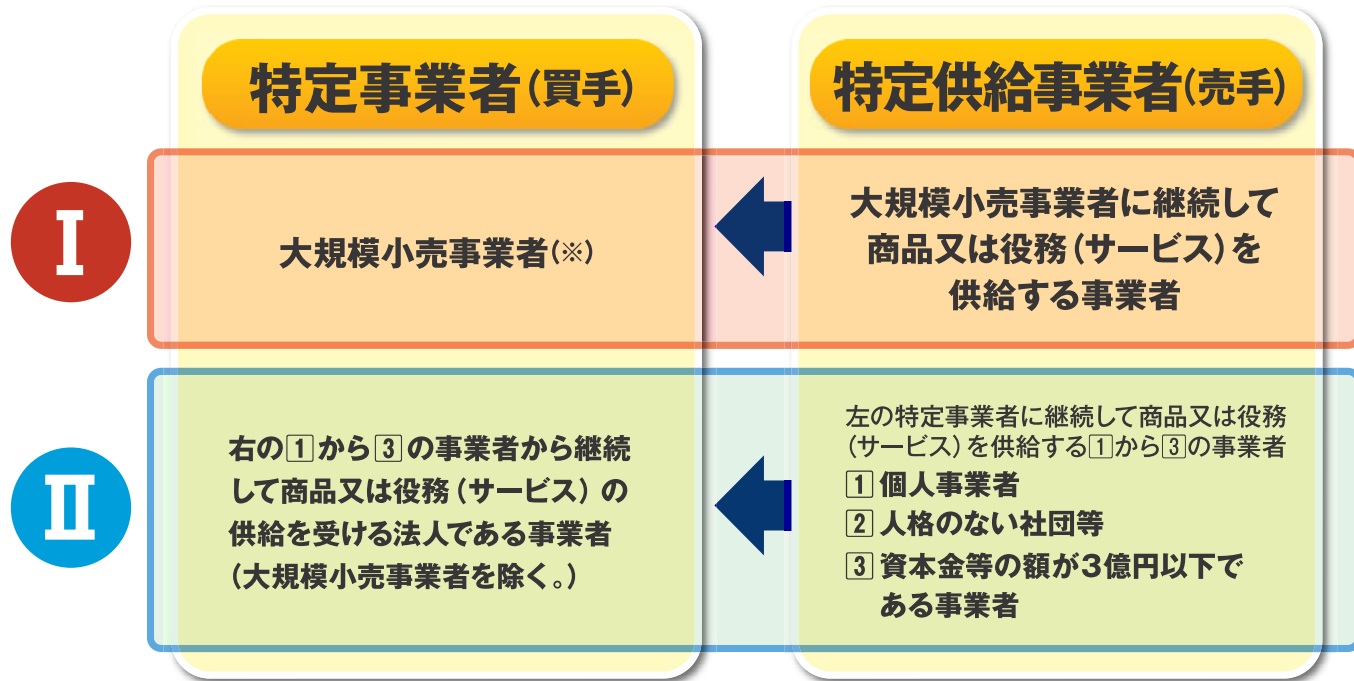 特定事業者(買手)
特定供給事業者(売手)
Ⅰ
大規模小売事業者(※)
大規模小売事業者に継続して
商品又は役務(サービス)を
供給する事業者
Ⅱ
右の1から3の事業者から継続
して商品又は役務(サービス)の
供給を受ける法人である事業者
(大規模小売事業者を除く。)
左の特定事業者に継続して商品又は役務
(サービス)を供給する1から3の事業者
1 個人事業者
2 人格のない社団等
3 資本金等の額が3億円以下で
ある事業者